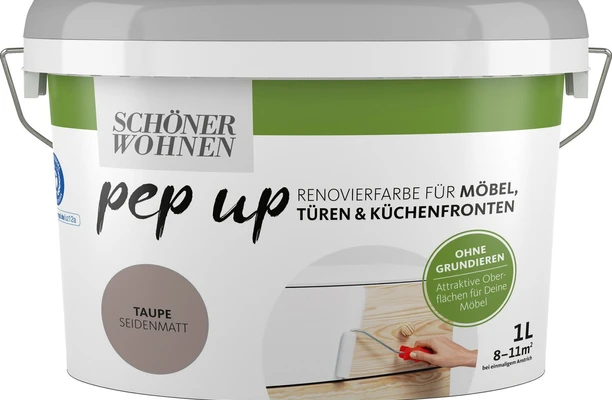 SCHÖNER
WOHNEN
pep up
RENOVIERFARBE FÜR MÖBEL,
TÜREN & KÜCHENFRONTEN
OHNE
GRUNDIEREN
Attraktive Ober-
flächen für Deine
Möbel
TAUPE
SEIDENMATT
1L
8–11m²
bei einmaligem Anstrich